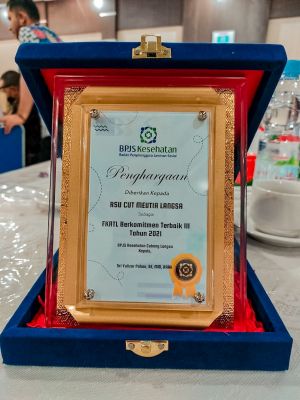 BPJS Kesehatan
Badan Penyelenggara Jaminan Sosial
Penghargaan
Diberikan Kepada
RSU CUT MEUTIA LANGSA
Sebagai
FKRTL Berkomitmen Terbaik III
Tahun 2021
BPJS Kesehatan Cabang Langsa
Kepala,